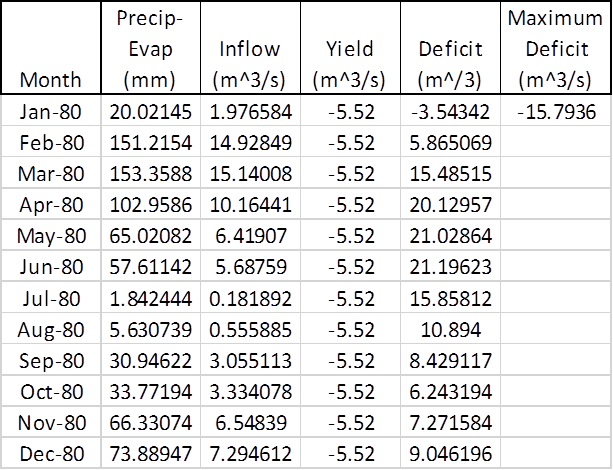 Month Precip-Evap (mm) Inflow (m^3/s) Yield (m^3/s) Deficit (m^/3) Maximum Deficit (m^3/s)
Jan-80 20.02145 1.976584 -5.52 -3.54342 -15.7936
Feb-80 151.2154 14.92849 -5.52 5.865069
Mar-80 153.3588 15.14008 -5.52 15.48515
Apr-80 102.9586 10.16441 -5.52 20.12957
May-80 65.02082 6.41907 -5.52 21.02864
Jun-80 57.61142 5.68759 -5.52 21.19623
Jul-80 1.842444 0.181892 -5.52 15.85812
Aug-80 5.630739 0.555885 -5.52 10.894
Sep-80 30.94622 3.055113 -5.52 8.429117
Oct-80 33.77194 3.334078 -5.52 6.243194
Nov-80 66.33074 6.54839 -5.52 7.271584
Dec-80 73.88947 7.294612 -5.52 9.046196